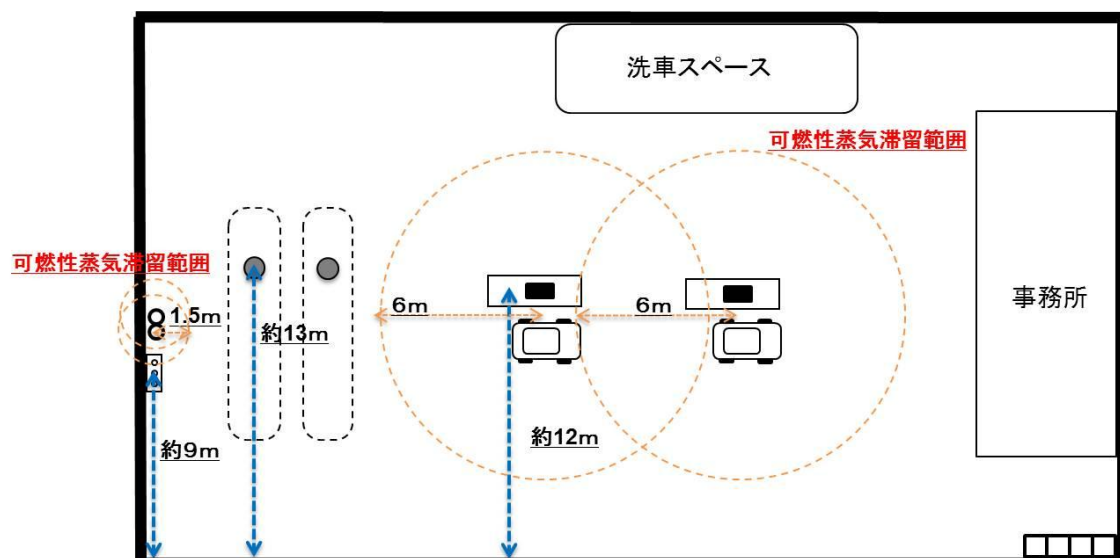 洗車スペース
可燃性蒸気滞留範囲
可燃性蒸気滞留範囲
1.5m
約13m
6m
6m
事務所
約9m
約12m